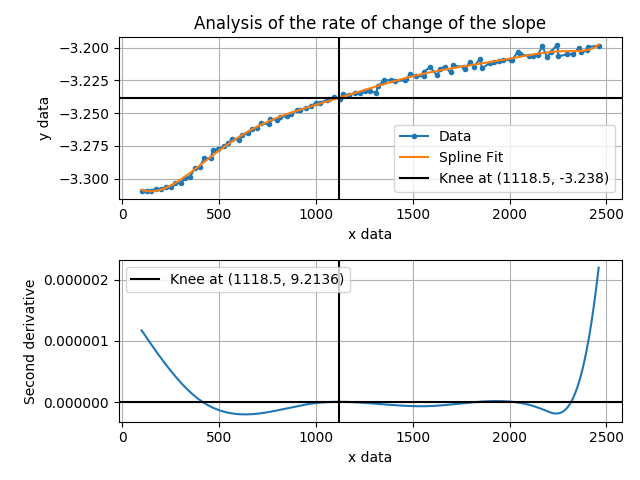 Analysis of the rate of change of the slope
−3.200
−3.225
−3.250
−3.275
−3.300
y data
Data
Spline Fit
Knee at (1118.5, -3.238)
0
500
1000
1500
2000
2500
x data
Knee at (1118.5, 9.2136)
0.000002
0.000001
0.000000
Second derivative
0
500
1000
1500
2000
2500
x data